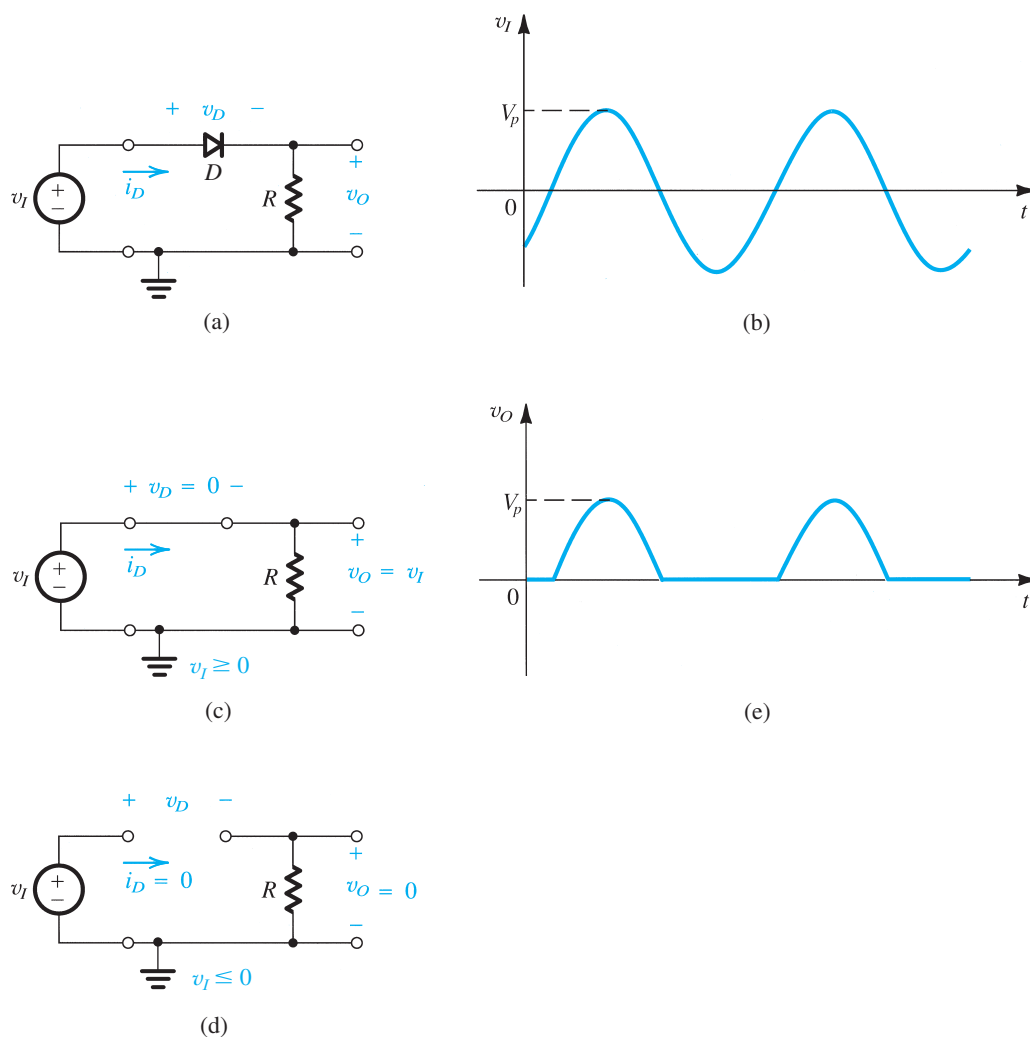 + v_D −
D
i_D
v_I
+
−
R
+
v_O
−
(a)
v_I
V_p
0
t
(b)
+ v_D = 0 −
i_D
v_I
+
−
R
+
v_O = v_I
−
v_I ≥ 0
(c)
v_O
V_p
0
t
(e)
+ v_D −
i_D = 0
v_I
+
−
R
+
v_O = 0
−
v_I ≤ 0
(d)